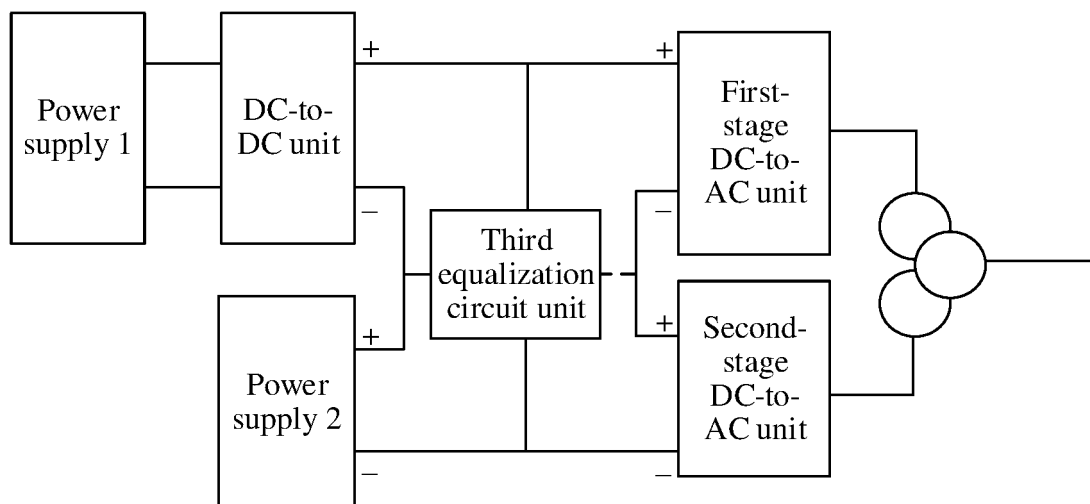 Power
supply 1
DC-to-
DC unit
+
−
Power
supply 2
+
−
Third
equalization
circuit unit
+
−
First-
stage
DC-to-
AC unit
+
−
Second-
stage
DC-to-
AC unit